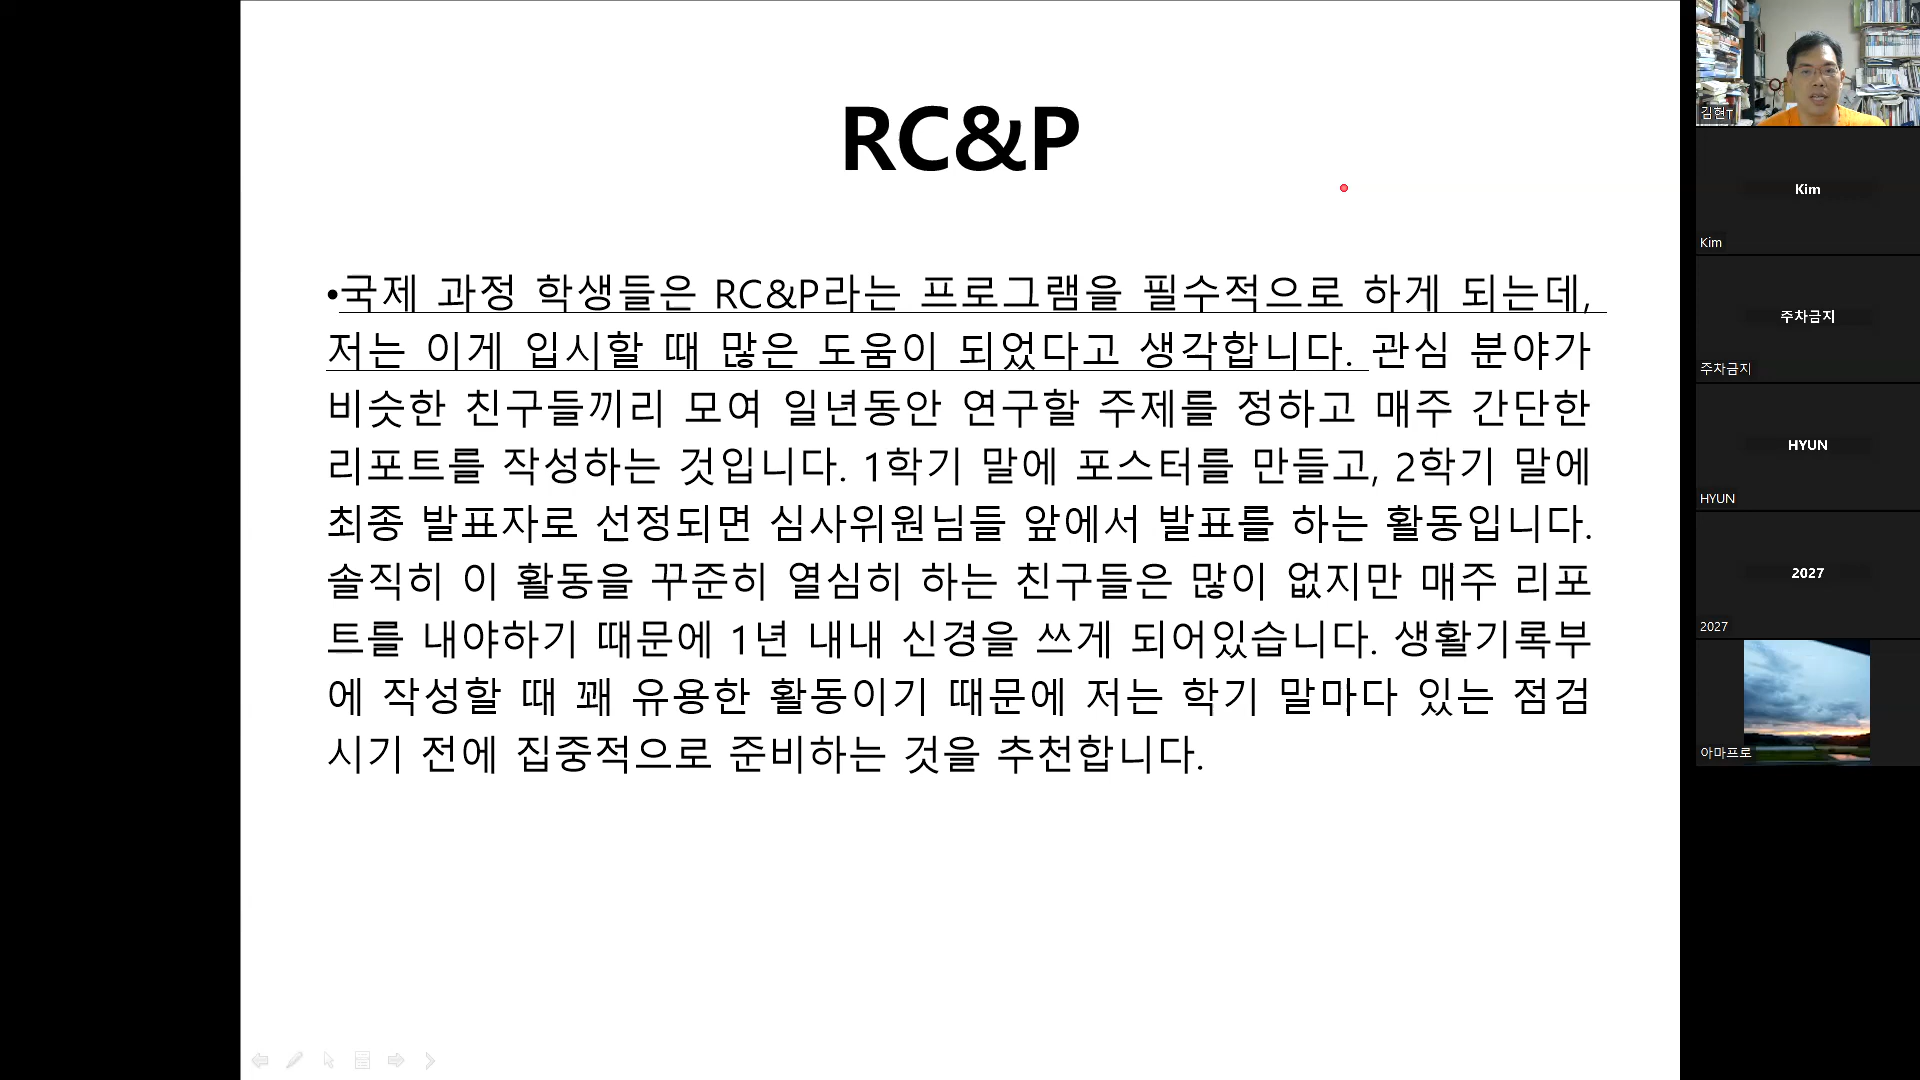 RC&P
•국제 과정 학생들은 RC&P라는 프로그램을 필수적으로 하게 되는데,
저는 이게 입시할 때 많은 도움이 되었다고 생각합니다. 관심 분야가
비슷한 친구들끼리 모여 일년동안 연구할 주제를 정하고 매주 간단한
리포트를 작성하는 것입니다. 1학기 말에 포스터를 만들고, 2학기 말에
최종 발표자로 선정되면 심사위원님들 앞에서 발표를 하는 활동입니다.
솔직히 이 활동을 꾸준히 열심히 하는 친구들은 많이 없지만 매주 리포
트를 내야하기 때문에 1년 내내 신경을 쓰게 되어있습니다. 생활기록부
에 작성할 때 꽤 유용한 활동이기 때문에 저는 학기 말마다 있는 점검
시기 전에 집중적으로 준비하는 것을 추천합니다.
김현T
Kim
Kim
주차금지
주차금지
HYUN
HYUN
2027
2027
아마프로